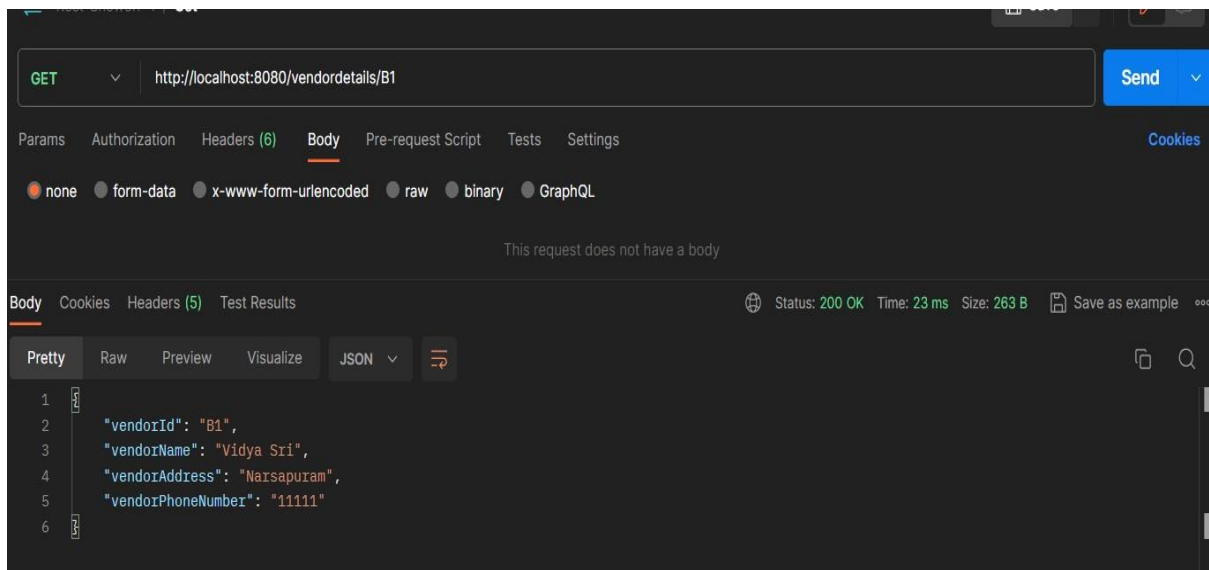 GET http://localhost:8080/vendordetails/B1 Send
Params Authorization Headers (6) Body Pre-request Script Tests Settings Cookies
none form-data x-www-form-urlencoded raw binary GraphQL
This request does not have a body
Body Cookies Headers (5) Test Results Status: 200 OK Time: 23 ms Size: 263 B Save as example
Pretty Raw Preview Visualize JSON
1 {
2 "vendorId": "B1",
3 "vendorName": "Vidya Sri",
4 "vendorAddress": "Narsapuram",
5 "vendorPhoneNumber": "11111"
6 }